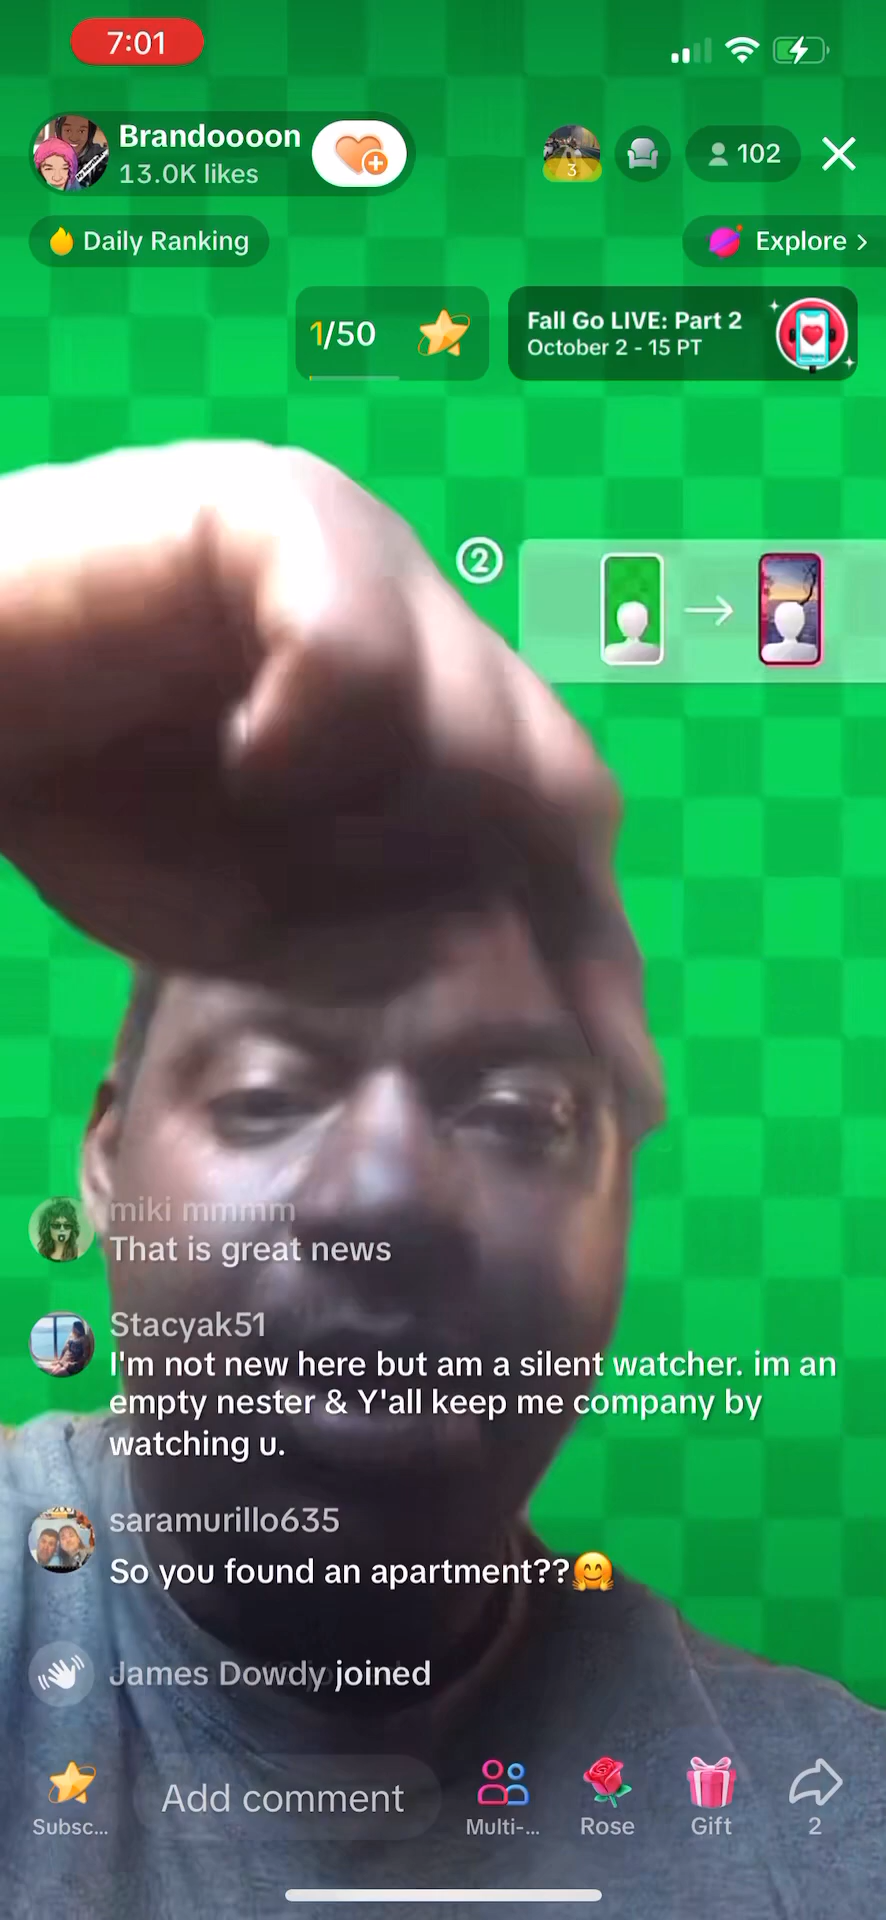 7:01
Brandoooon
13.0K likes
3
102
Daily Ranking
Explore >
1/50
Fall Go LIVE: Part 2
October 2 - 15 PT
2
miki mmmm
That is great news
Stacyak51
I'm not new here but am a silent watcher. im an
empty nester & Y'all keep me company by
watching u.
saramurillo635
So you found an apartment??🤗
James Dowdy joined
Subsc...
Add comment
Multi-...
Rose
Gift
2